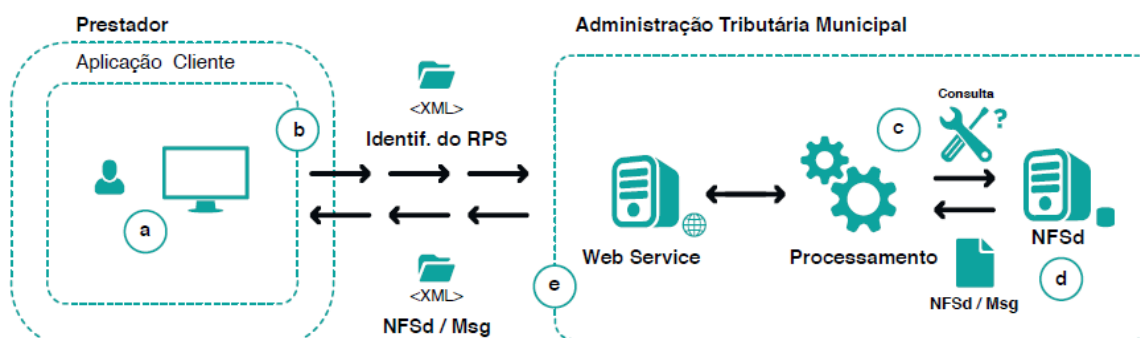 Prestador
Aplicação Cliente
a
b
<XML>
Identif. do RPS
<XML>
NFSd / Msg
Administração Tributária Municipal
e
Web Service
Processamento
c
Consulta
?
NFSd
d
NFSd / Msg